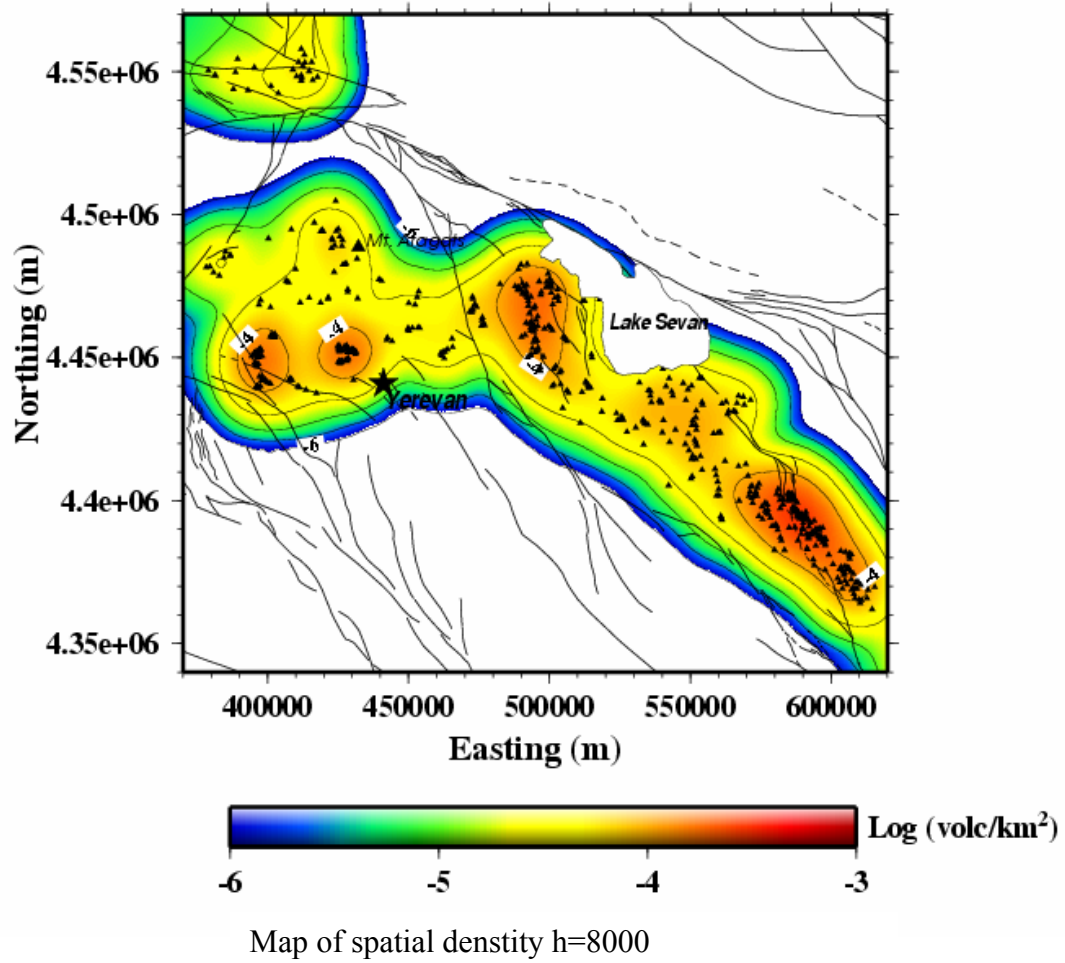 4.55e+06
4.5e+06
4.45e+06
4.4e+06
4.35e+06
Northing (m)
-5
Mt. Aragats
-4
-4
-4
Lake Sevan
Yerevan
-6
-4
400000 450000 500000 550000 600000
Easting (m)
Log (volc/km²)
-6 -5 -4 -3
Map of spatial denstity h=8000